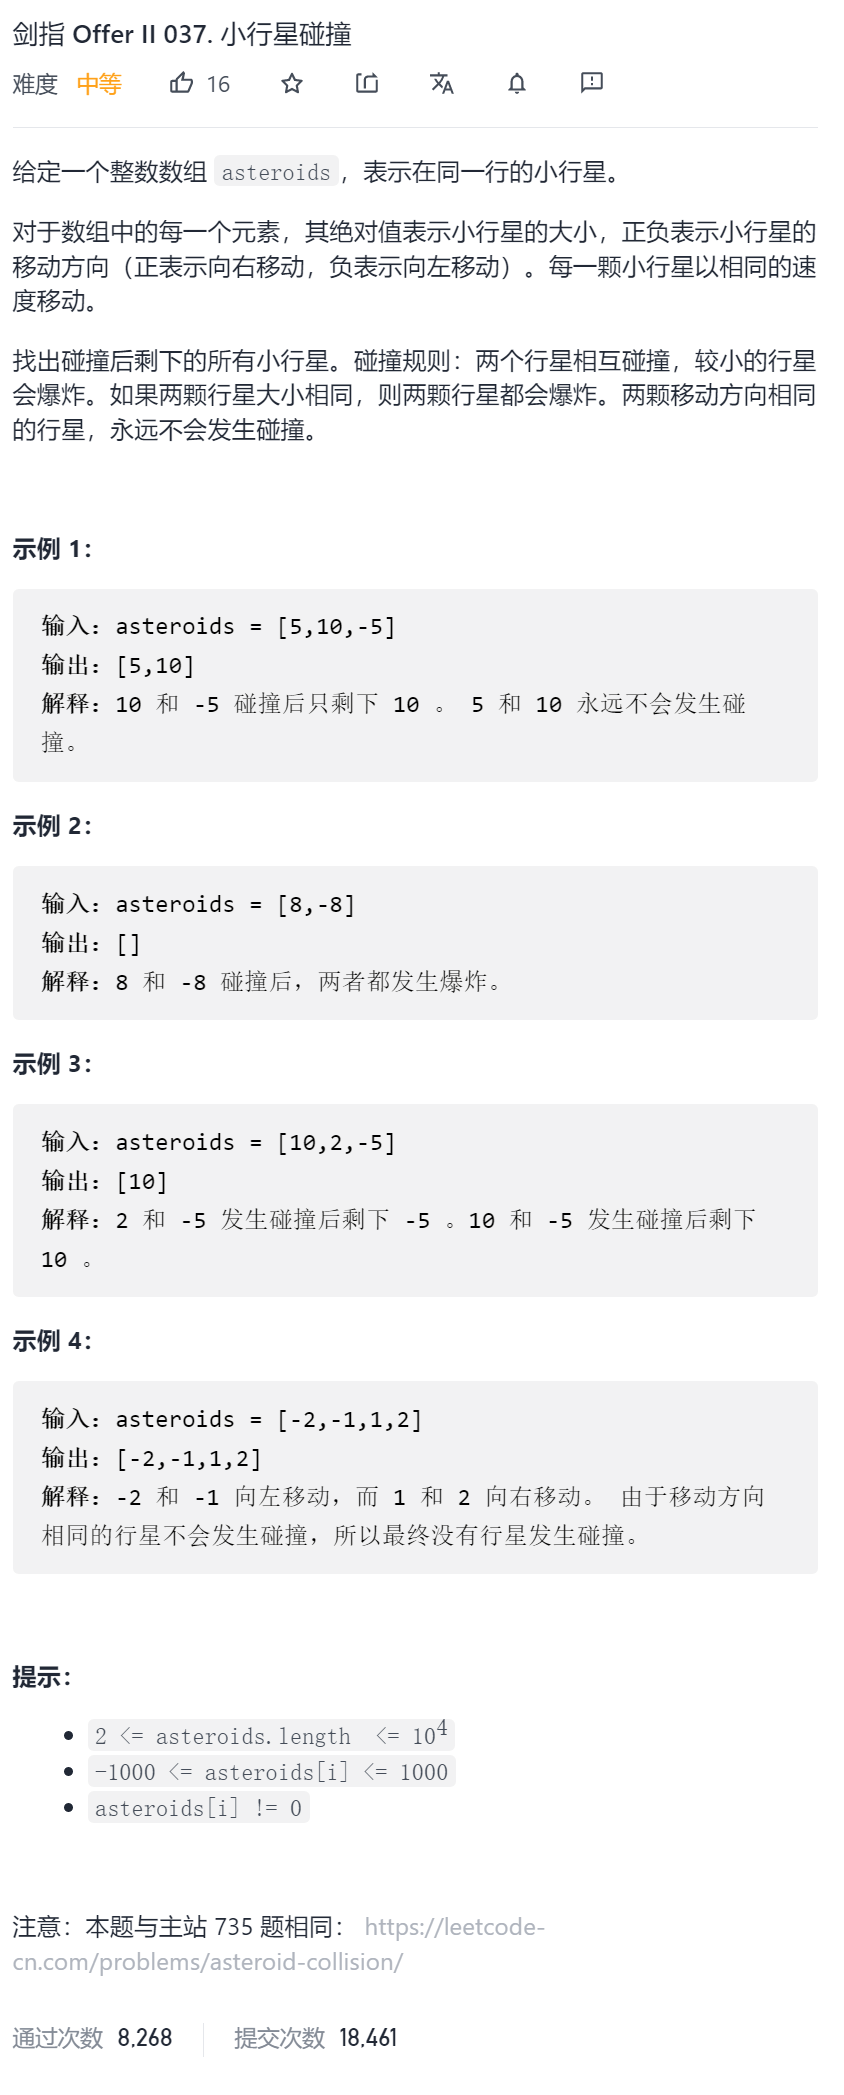 剑指 Offer II 037. 小行星碰撞
难度 中等 16
给定一个整数数组 asteroids，表示在同一行的小行星。
对于数组中的每一个元素，其绝对值表示小行星的大小，正负表示小行星的
移动方向（正表示向右移动，负表示向左移动）。每一颗小行星以相同的速
度移动。
找出碰撞后剩下的所有小行星。碰撞规则：两个行星相互碰撞，较小的行星
会爆炸。如果两颗行星大小相同，则两颗行星都会爆炸。两颗移动方向相同
的行星，永远不会发生碰撞。
示例 1：
输入：asteroids = [5,10,-5]
输出：[5,10]
解释：10 和 -5 碰撞后只剩下 10 。 5 和 10 永远不会发生碰
撞。
示例 2：
输入：asteroids = [8,-8]
输出：[]
解释：8 和 -8 碰撞后，两者都发生爆炸。
示例 3：
输入：asteroids = [10,2,-5]
输出：[10]
解释：2 和 -5 发生碰撞后剩下 -5 。10 和 -5 发生碰撞后剩下
10 。
示例 4：
输入：asteroids = [-2,-1,1,2]
输出：[-2,-1,1,2]
解释：-2 和 -1 向左移动，而 1 和 2 向右移动。 由于移动方向
相同的行星不会发生碰撞，所以最终没有行星发生碰撞。
提示：
• 2 <= asteroids.length  <= 10⁴
• -1000 <= asteroids[i] <= 1000
• asteroids[i] != 0
注意：本题与主站 735 题相同： https://leetcode-
cn.com/problems/asteroid-collision/
通过次数 8,268 提交次数 18,461